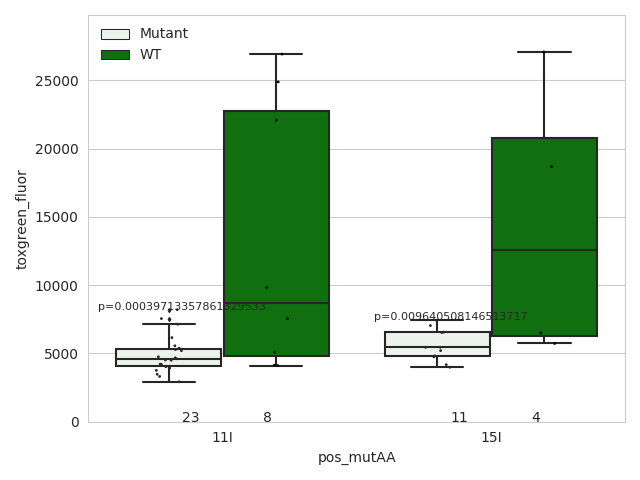 Mutant
WT
25000
20000
15000
10000
5000
0
toxgreen_fluor
p=0.00039713357861329533
p=0.009640508146513717
23 8 11 4
11I 15I
pos_mutAA